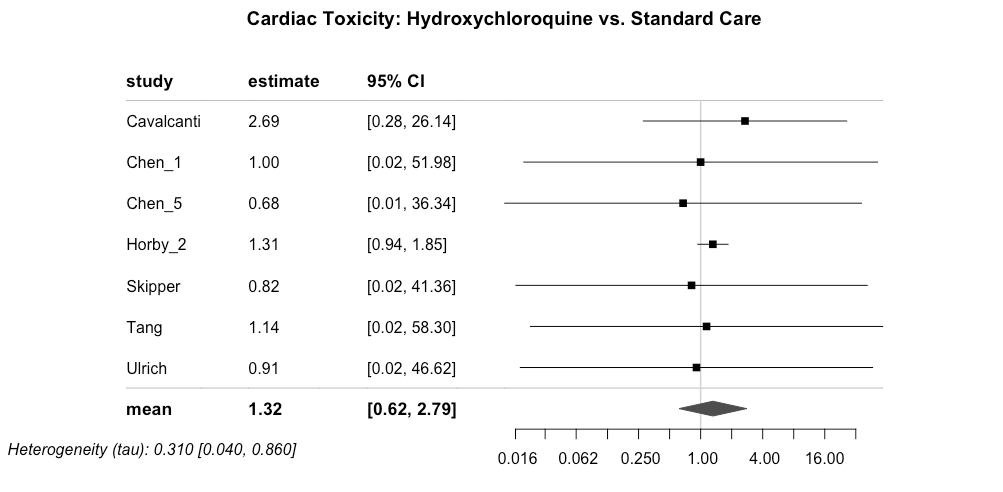 Cardiac Toxicity: Hydroxychloroquine vs. Standard Care
study estimate 95% CI
Cavalcanti 2.69 [0.28, 26.14]
Chen_1 1.00 [0.02, 51.98]
Chen_5 0.68 [0.01, 36.34]
Horby_2 1.31 [0.94, 1.85]
Skipper 0.82 [0.02, 41.36]
Tang 1.14 [0.02, 58.30]
Ulrich 0.91 [0.02, 46.62]
mean 1.32 [0.62, 2.79]
Heterogeneity (tau): 0.310 [0.040, 0.860]
0.016 0.062 0.250 1.00 4.00 16.00